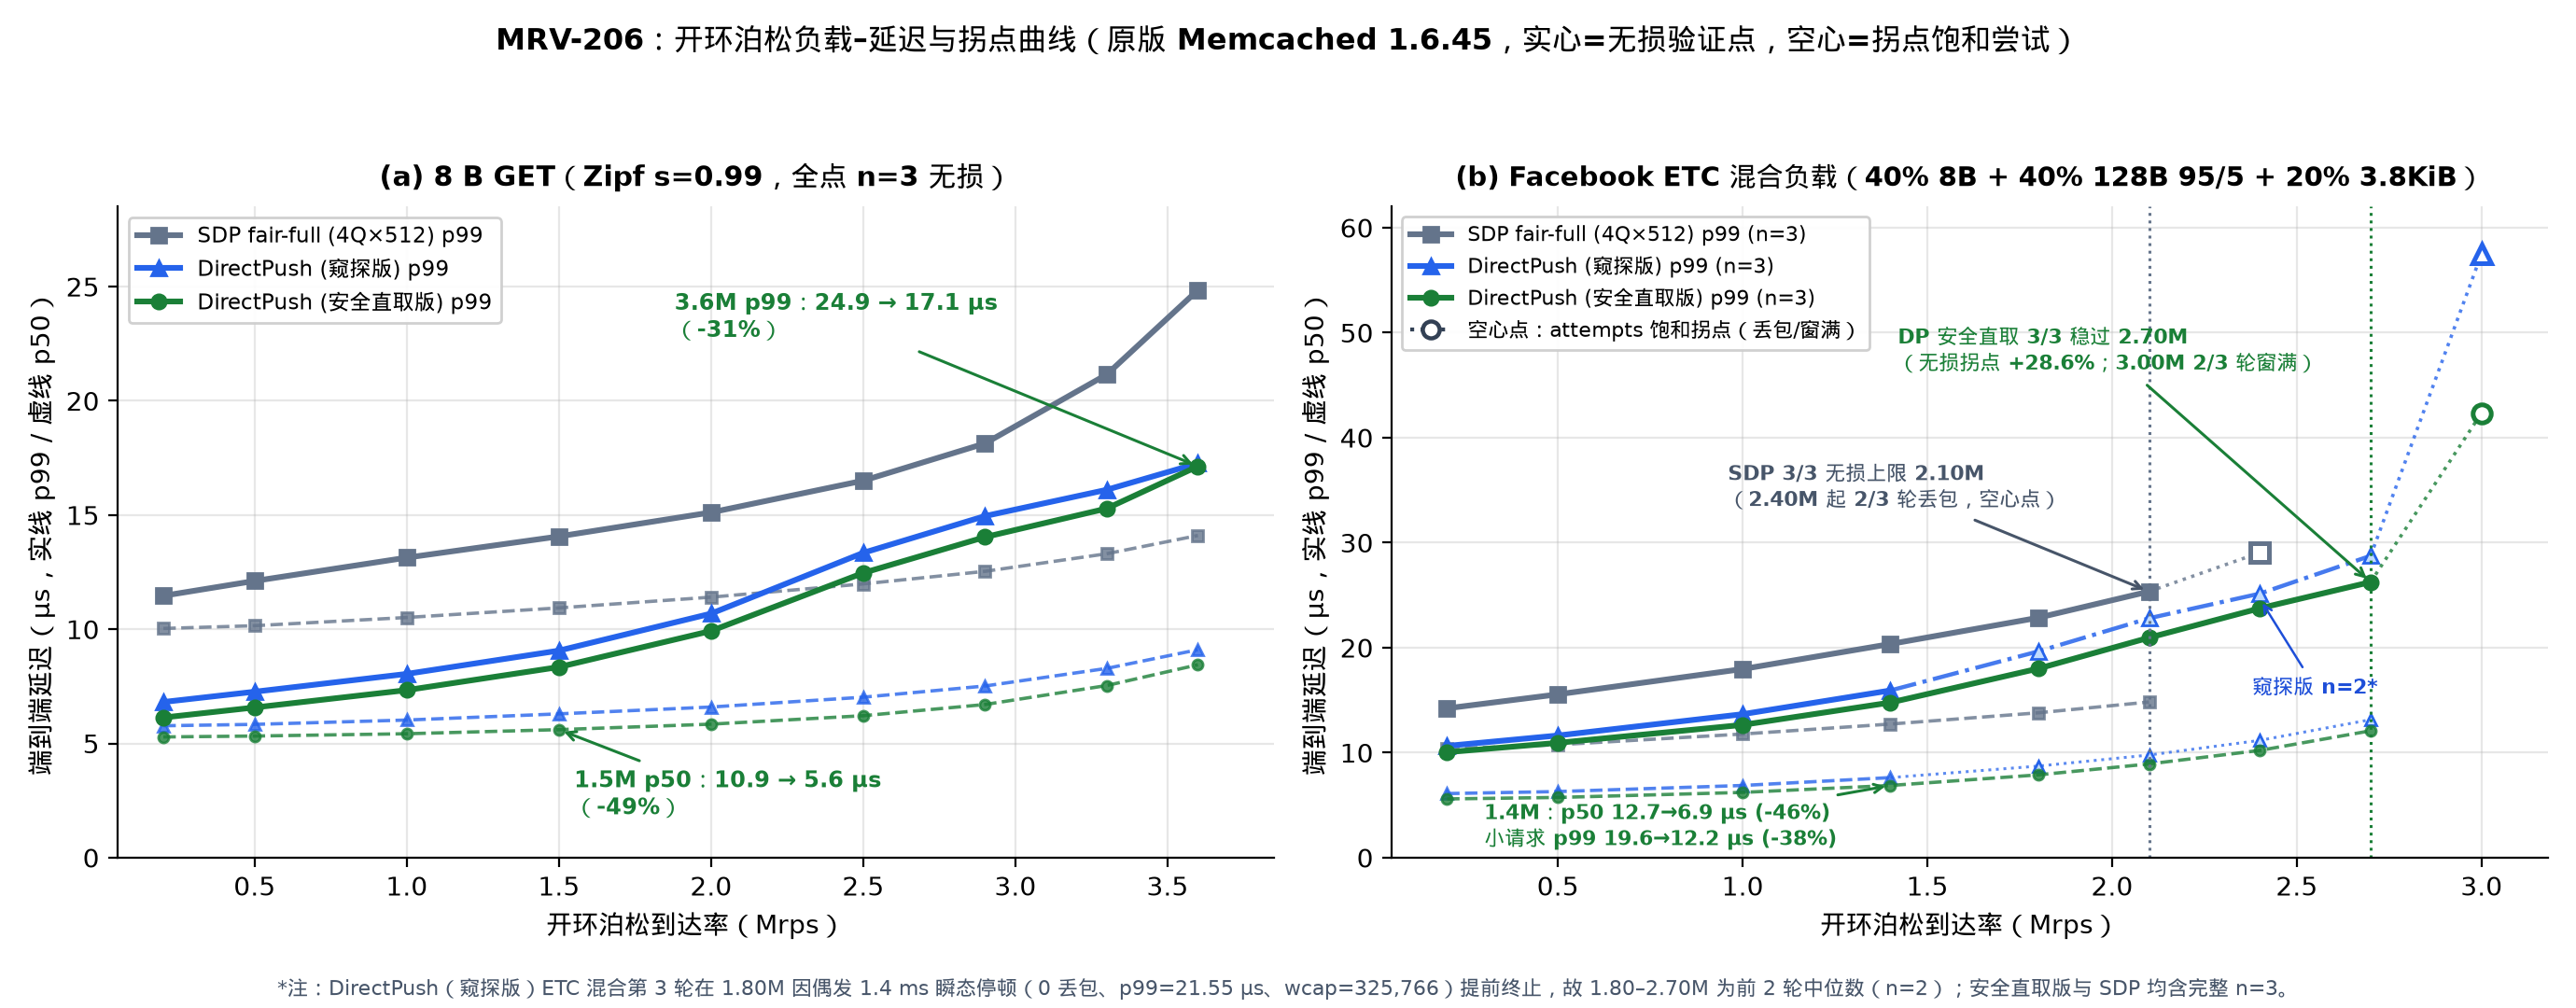 MRV-206：开环泊松负载–延迟与拐点曲线（原版 Memcached 1.6.45，实心=无损验证点，空心=拐点饱和尝试）
(a) 8 B GET（Zipf s=0.99，全点 n=3 无损）
端到端延迟（µs，实线 p99 / 虚线 p50）
25
20
15
10
5
0
SDP fair-full (4Q×512) p99
DirectPush (窥探版) p99
DirectPush (安全直取版) p99
3.6M p99：24.9 → 17.1 µs
（-31%）
1.5M p50：10.9 → 5.6 µs
（-49%）
0.5 1.0 1.5 2.0 2.5 3.0 3.5
开环泊松到达率（Mrps）
(b) Facebook ETC 混合负载（40% 8B + 40% 128B 95/5 + 20% 3.8KiB）
端到端延迟（µs，实线 p99 / 虚线 p50）
60
50
40
30
20
10
0
SDP fair-full (4Q×512) p99 (n=3)
DirectPush (窥探版) p99 (n=3)
DirectPush (安全直取版) p99 (n=3)
空心点：attempts 饱和拐点（丢包/窗满）
DP 安全直取 3/3 稳过 2.70M
（无损拐点 +28.6%；3.00M 2/3 轮窗满）
SDP 3/3 无损上限 2.10M
（2.40M 起 2/3 轮丢包，空心点）
窥探版 n=2*
1.4M：p50 12.7→6.9 µs (-46%)
小请求 p99 19.6→12.2 µs (-38%)
0.5 1.0 1.5 2.0 2.5 3.0
开环泊松到达率（Mrps）
*注：DirectPush（窥探版）ETC 混合第 3 轮在 1.80M 因偶发 1.4 ms 瞬态停顿（0 丢包、p99=21.55 µs、wcap=325,766）提前终止，故 1.80–2.70M 为前 2 轮中位数（n=2）；安全直取版与 SDP 均含完整 n=3。